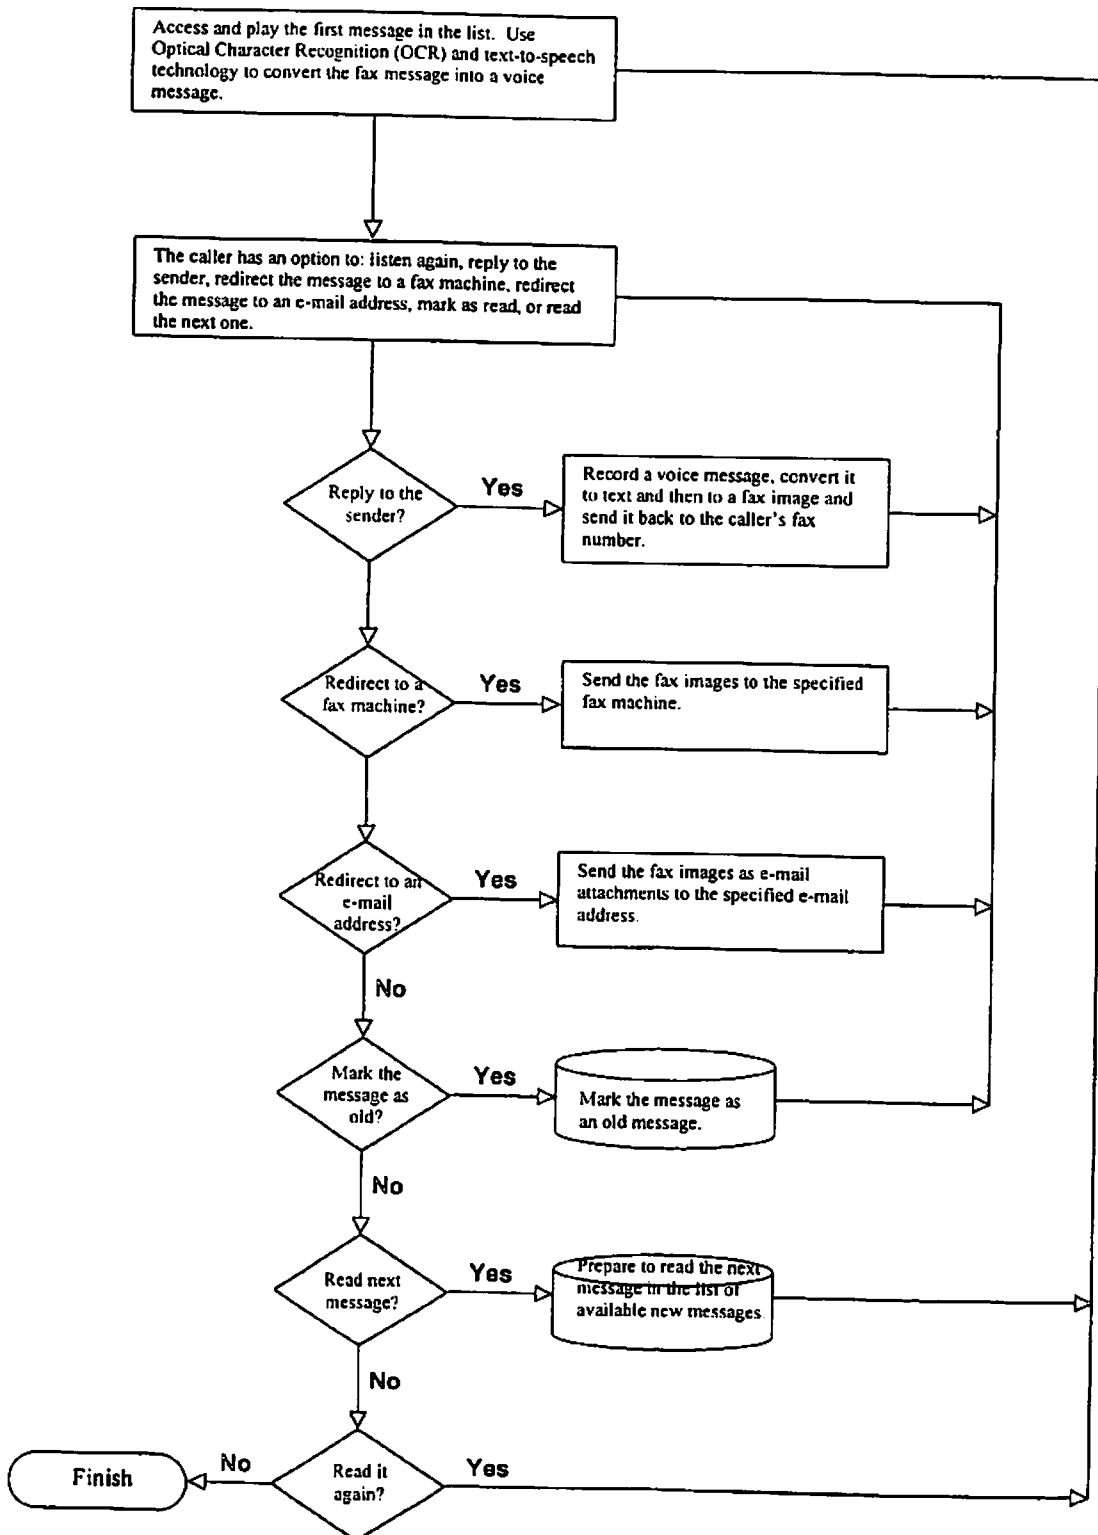 Access and play the first message in the list. Use
Optical Character Recognition (OCR) and text-to-speech
technology to convert the fax message into a voice
message.
The caller has an option to: listen again, reply to the
sender, redirect the message to a fax machine, redirect
the message to an e-mail address, mark as read, or read
the next one.
Reply to the
sender?
Yes
Record a voice message, convert it
to text and then to a fax image and
send it back to the caller's fax
number.
Redirect to a
fax machine?
Yes
Send the fax images to the specified
fax machine.
Redirect to an
e-mail
address?
Yes
Send the fax images as e-mail
attachments to the specified e-mail
address.
No
Mark the
message as
old?
Yes
Mark the message as
an old message.
No
Read next
message?
Yes
Prepare to read the next
message in the list of
available new messages.
No
Read it
again?
Yes
No
Finish